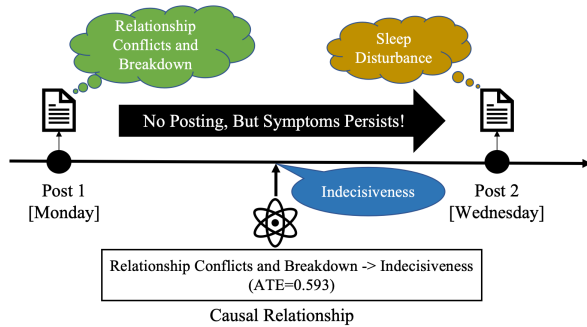 Relationship
Conflicts and
Breakdown
Sleep
Disturbance
No Posting, But Symptoms Persists!
Post 1
[Monday]
Indecisiveness
Post 2
[Wednesday]
Relationship Conflicts and Breakdown -> Indecisiveness
(ATE=0.593)
Causal Relationship